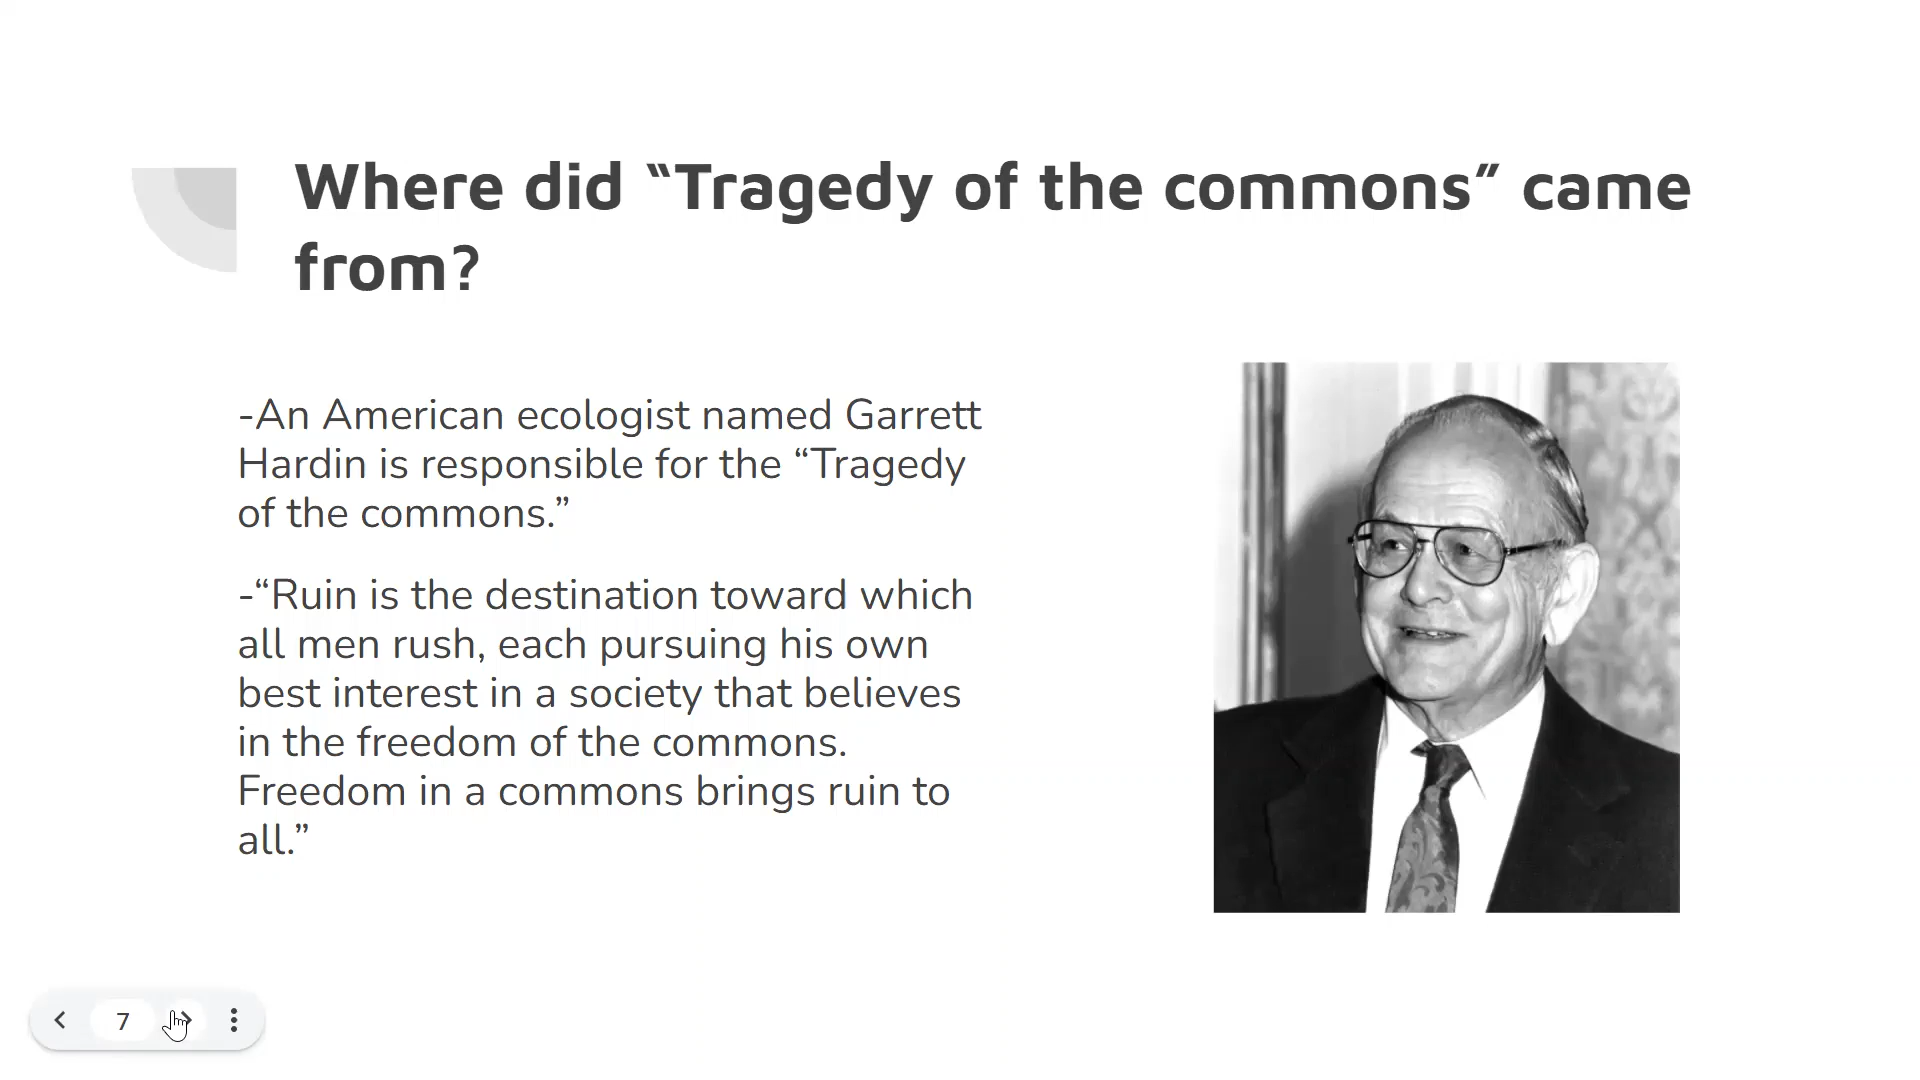 Where did “Tragedy of the commons” came
from?
-An American ecologist named Garrett
Hardin is responsible for the “Tragedy
of the commons.”
-“Ruin is the destination toward which
all men rush, each pursuing his own
best interest in a society that believes
in the freedom of the commons.
Freedom in a commons brings ruin to
all.”
7